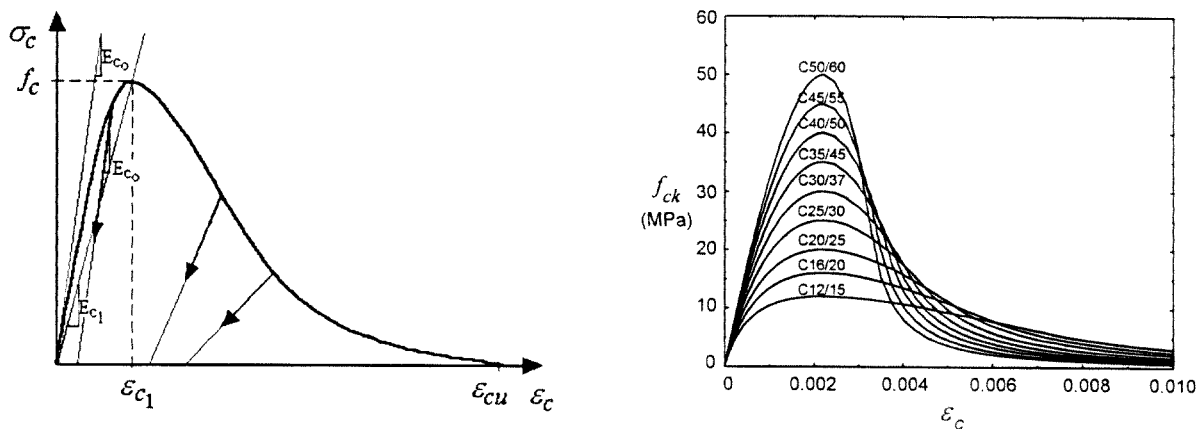 σc
fc
Eco
Eco
Ec1
εc1
εcu
εc
60
50
40
30
20
10
0
fck
(MPa)
C50/60
C45/55
C40/50
C35/45
C30/37
C25/30
C20/25
C16/20
C12/15
0
0.002
0.004
0.006
0.008
0.010
εc